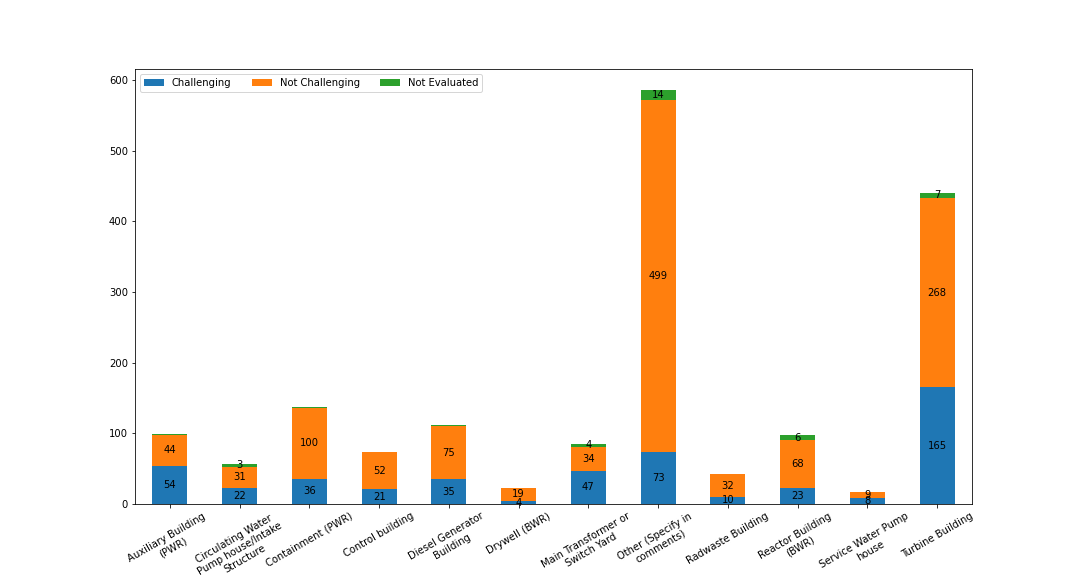 Challenging Not Challenging Not Evaluated
600
500
400
300
200
100
0
54
44
22
31
3
36
100
21
52
35
75
4
19
47
34
4
73
499
14
10
32
23
68
6
8
9
165
268
7
Auxiliary Building
(PWR)
Circulating Water
Pump house/Intake
Structure
Containment (PWR)
Control building
Diesel Generator
Building
Drywell (BWR)
Main Transformer or
Switch Yard
Other (Specify in
comments)
Radwaste Building
Reactor Building
(BWR)
Service Water Pump
house
Turbine Building